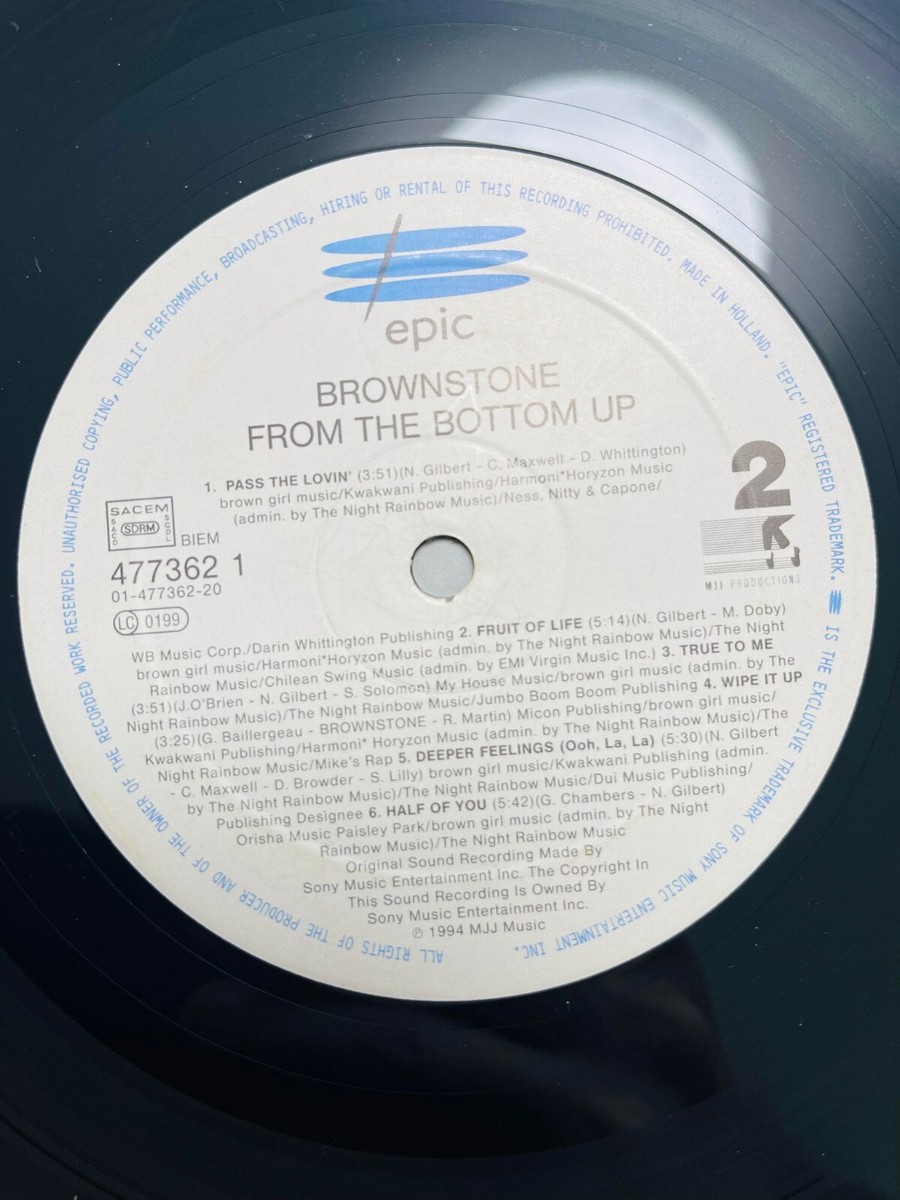 epic
BROWNSTONE
FROM THE BOTTOM UP
1. PASS THE LOVIN' (3:51)(N. Gilbert - C. Maxwell - D. Whittington)
brown girl music/Kwakwani Publishing/Harmoni*Horyzon Music
(admin. by The Night Rainbow Music)/Ness, Nitty & Capone/
2
MJJ PRODUCTIONS
SACEM
SACD
SDRM
SCDL
BIEM
477362 1
01-477362-20
LC 0199
WB Music Corp./Darin Whittington Publishing 2. FRUIT OF LIFE (5:14)(N. Gilbert - M. Doby)
brown girl music/Harmoni*Horyzon Music (admin. by The Night Rainbow Music)/The Night
Rainbow Music/Chilean Swing Music (admin. by EMI Virgin Music Inc.) 3. TRUE TO ME
(3:51)(J.O'Brien - N. Gilbert - S. Solomon) My House Music/brown girl music (admin. by The
Night Rainbow Music)/The Night Rainbow Music/Jumbo Boom Boom Publishing 4. WIPE IT UP
(3:25)(G. Baillergeau - BROWNSTONE - R. Martin) Micon Publishing/brown girl music/
Kwakwani Publishing/Harmoni* Horyzon Music (admin. by The Night Rainbow Music)/The
Night Rainbow Music/Mike's Rap 5. DEEPER FEELINGS (Ooh, La, La) (5:30)(N. Gilbert
- C. Maxwell - D. Browder - S. Lilly) brown girl music/Kwakwani Publishing (admin.
by The Night Rainbow Music)/The Night Rainbow Music/Dui Music Publishing/
Publishing Designee 6. HALF OF YOU (5:42)(G. Chambers - N. Gilbert)
Orisha Music Paisley Park/brown girl music (admin. by The Night
Rainbow Music)/The Night Rainbow Music
Original Sound Recording Made By
Sony Music Entertainment Inc. The Copyright In
This Sound Recording Is Owned By
Sony Music Entertainment Inc.
℗ 1994 MJJ Music
ALL RIGHTS OF THE PRODUCER AND OF THE OWNER OF THE RECORDED WORK RESERVED. UNAUTHORISED COPYING, PUBLIC PERFORMANCE, BROADCASTING, HIRING OR RENTAL OF THIS RECORDING PROHIBITED. MADE IN HOLLAND. "EPIC" REGISTERED TRADEMARK. IS THE EXCLUSIVE TRADEMARK OF SONY MUSIC ENTERTAINMENT INC.